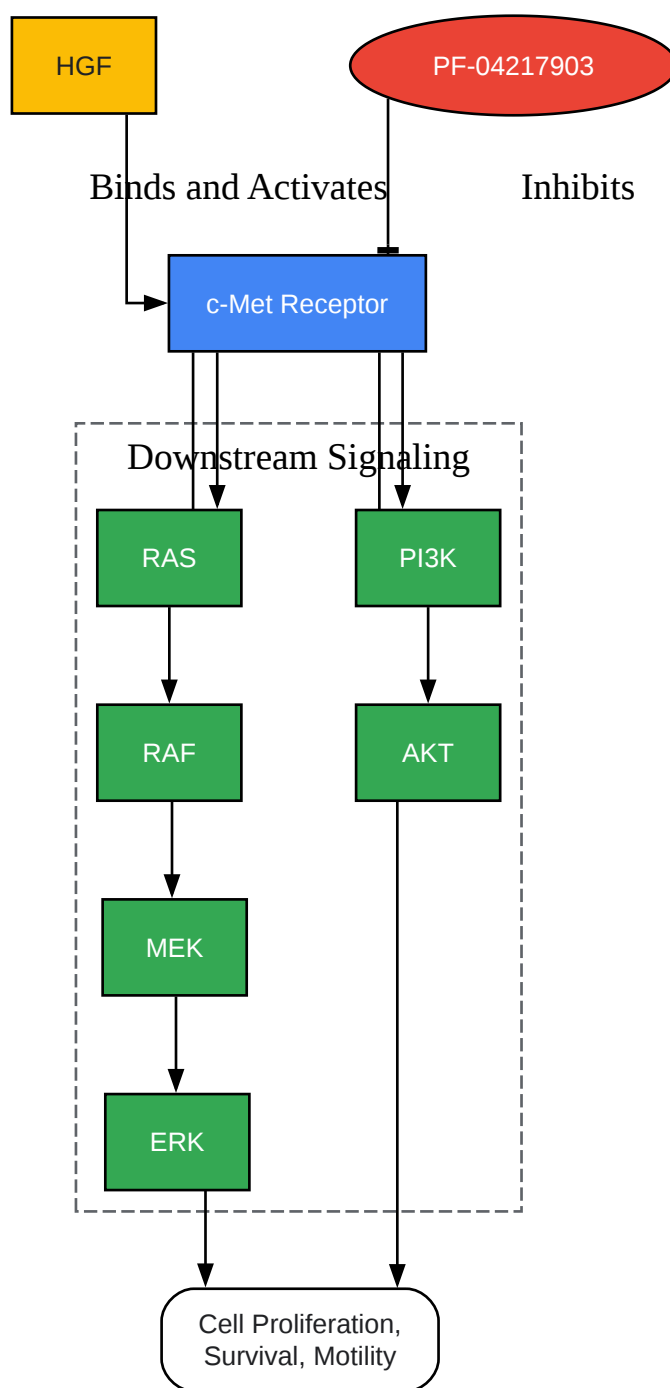 HGF
PF-04217903
Binds and Activates
Inhibits
c-Met Receptor
Downstream Signaling
RAS
PI3K
RAF
AKT
MEK
ERK
Cell Proliferation,
Survival, Motility